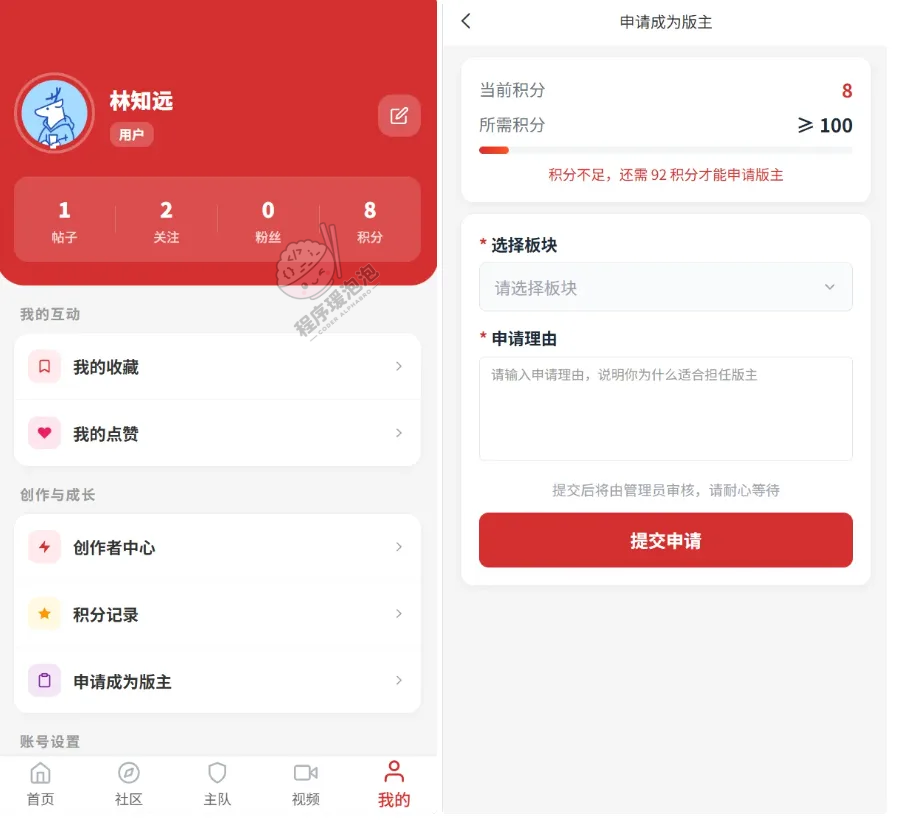 林知远
用户
1 2 0 8
帖子 关注 粉丝 积分
程序瑗泡泡
—CODER ALPHABAO—
我的互动
我的收藏
我的点赞
创作与成长
创作者中心
积分记录
申请成为版主
账号设置
首页 社区 主队 视频 我的
申请成为版主
当前积分 8
所需积分 ≥ 100
积分不足，还需 92 积分才能申请版主
* 选择板块
请选择板块
* 申请理由
请输入申请理由，说明你为什么适合担任版主
提交后将由管理员审核，请耐心等待
提交申请